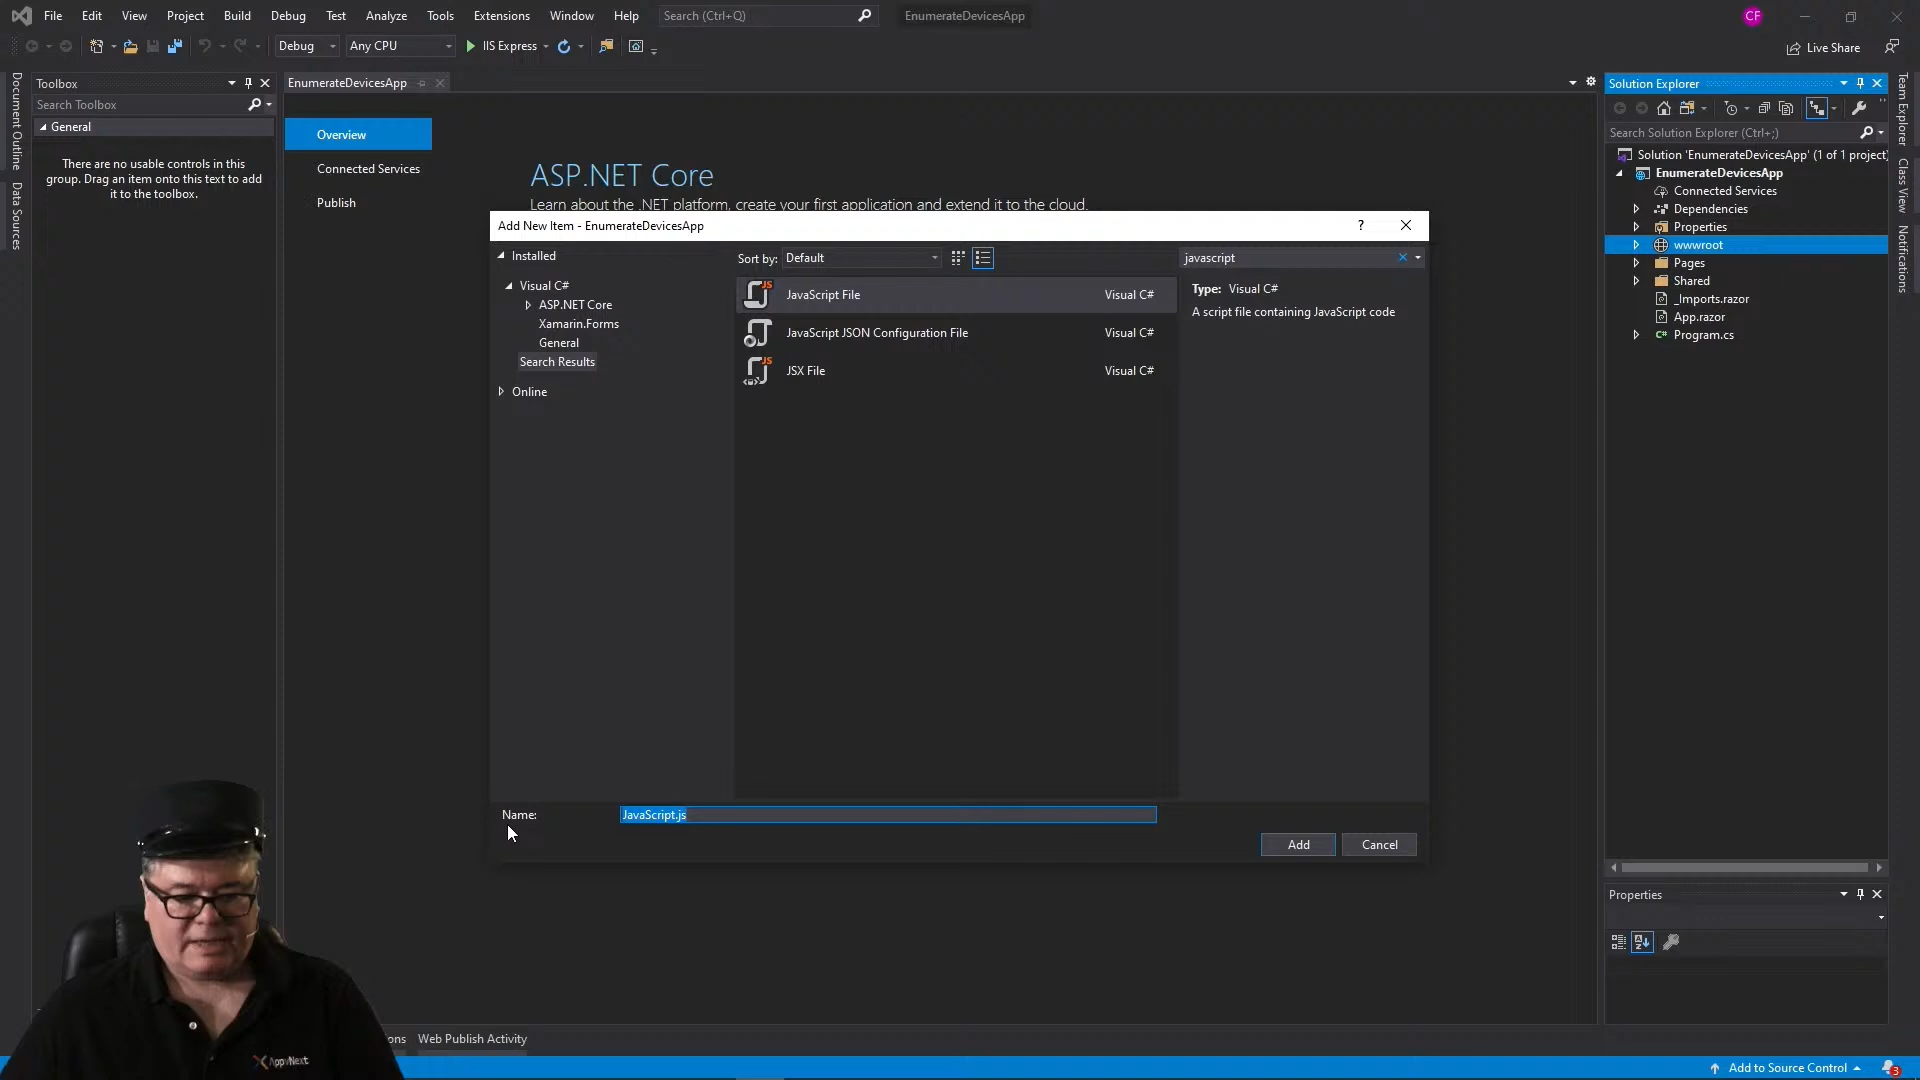 File Edit View Project Build Debug Test Analyze Tools Extensions Window Help Search (Ctrl+Q) EnumerateDevicesApp CF
Debug Any CPU IIS Express Live Share
Document Outline
Data Sources
Toolbox
Search Toolbox
General
There are no usable controls in this
group. Drag an item onto this text to add
it to the toolbox.
EnumerateDevicesApp
Overview
Connected Services
Publish
ASP.NET Core
Learn about the .NET platform, create your first application and extend it to the cloud.
Add New Item - EnumerateDevicesApp ?
Installed
Visual C#
ASP.NET Core
Xamarin.Forms
General
Search Results
Online
Sort by: Default
JavaScript File Visual C#
JavaScript JSON Configuration File Visual C#
JSX File Visual C#
javascript
Type: Visual C#
A script file containing JavaScript code
Name: JavaScript.js
Add Cancel
Solution Explorer
Search Solution Explorer (Ctrl+;)
Solution 'EnumerateDevicesApp' (1 of 1 project)
EnumerateDevicesApp
Connected Services
Dependencies
Properties
wwwroot
Pages
Shared
_Imports.razor
App.razor
C# Program.cs
Team Explorer
Class View
Notifications
Properties
Web Publish Activity
AppvNext
Add to Source Control 3